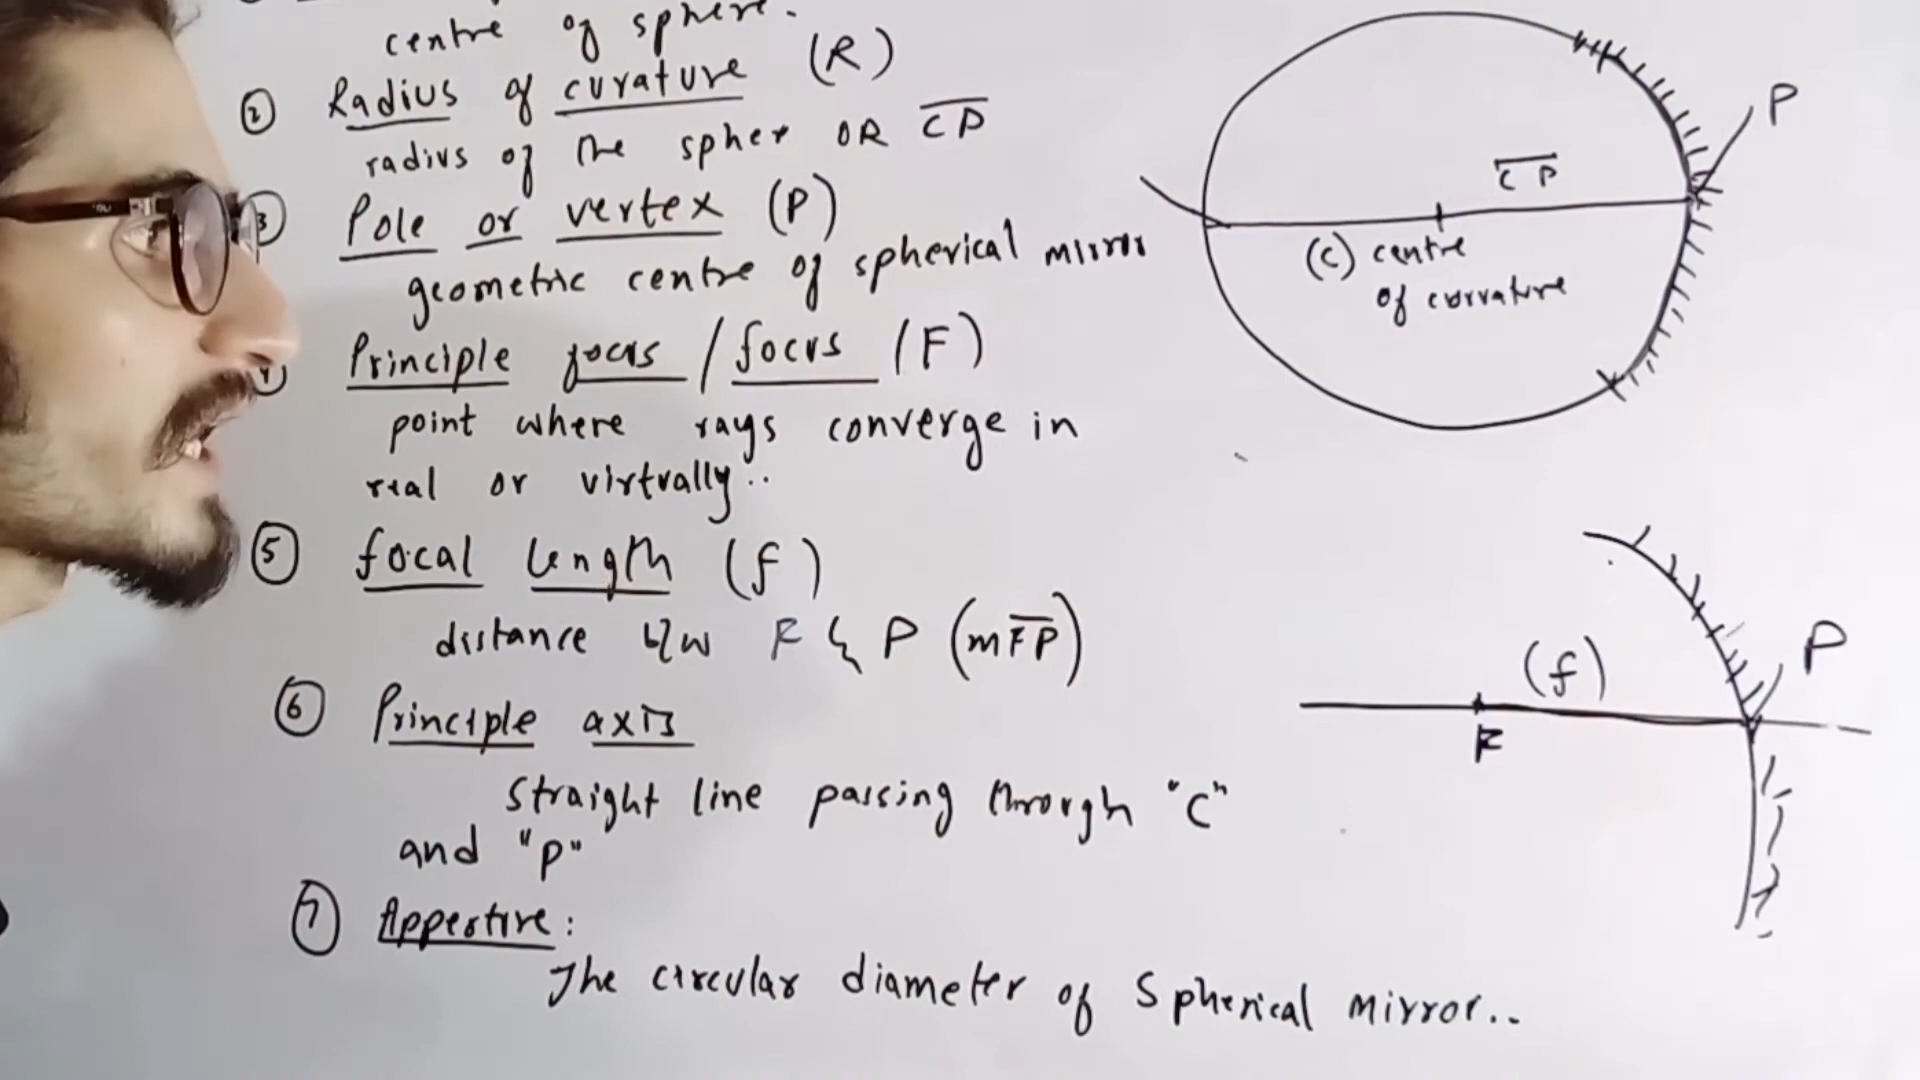 centre of sphere.
② Radius of curature (R)
radius of the spher OR CP
3 Pole or vertex (P)
geometric centre of spherical mirror
4 Principle focus / focus (F)
point where rays converge in
real or virtually..
⑤ focal length (f)
distance b/w F & P (mFP)
⑥ Principle axis
straight line passing through "C"
and "P"
⑦ Appertire:
The circular diameter of Spherical mirror..
P
CP
(C) centre
of curvature
(f)
P
F